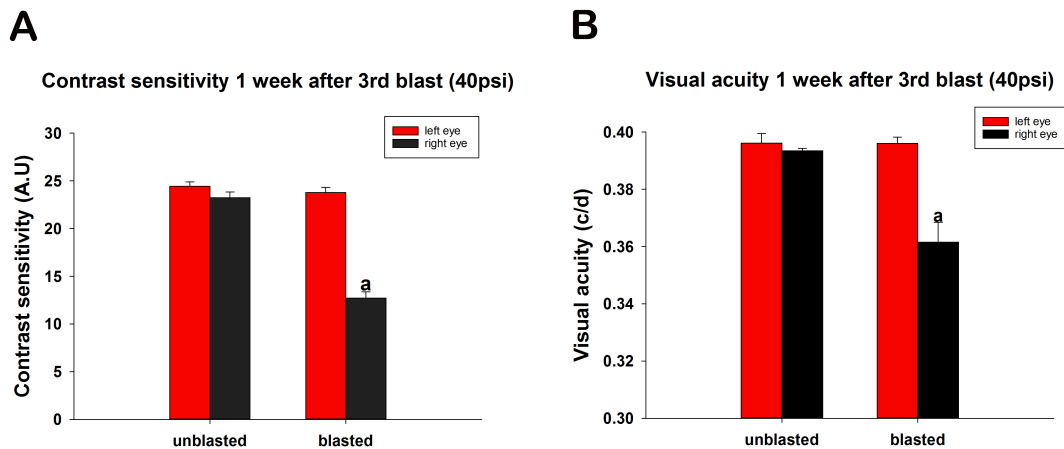 A
Contrast sensitivity 1 week after 3rd blast (40psi)
left eye
right eye
Contrast sensitivity (A.U)
30
25
20
15
10
5
0
a
unblasted
blasted
B
Visual acuity 1 week after 3rd blast (40psi)
left eye
right eye
Visual acuity (c/d)
0.40
0.38
0.36
0.34
0.32
0.30
a
unblasted
blasted